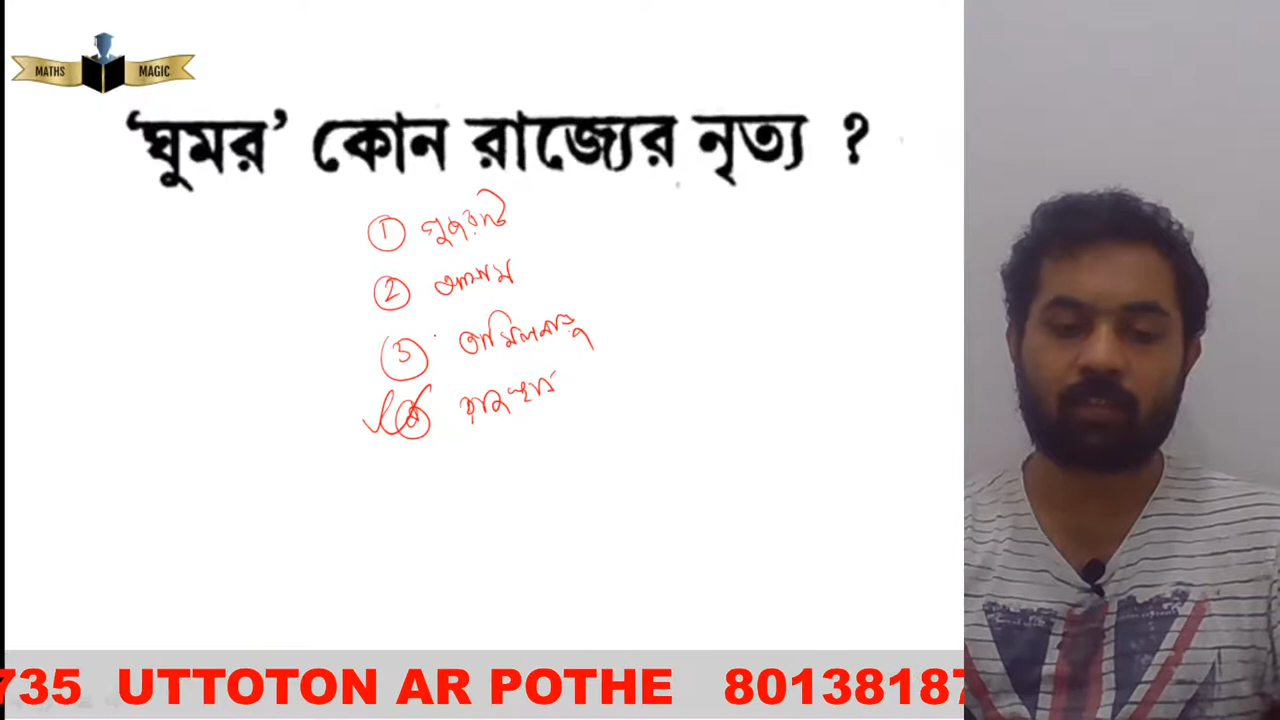 MATHS MAGIC
‘ঘুমর’ কোন রাজ্যের নৃত্য ?
1 গুজরাট
2 আসাম
3 তামিলনাড়ু
4 রাজস্থান
735 UTTOTON AR POTHE 80138187